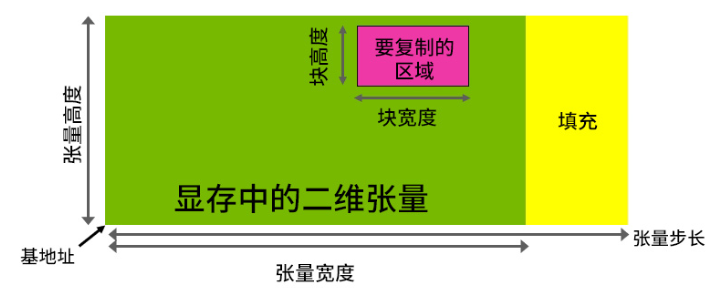 块高度
要复制的
区域
块宽度
填充
张量高度
显存中的二维张量
基地址
张量步长
张量宽度